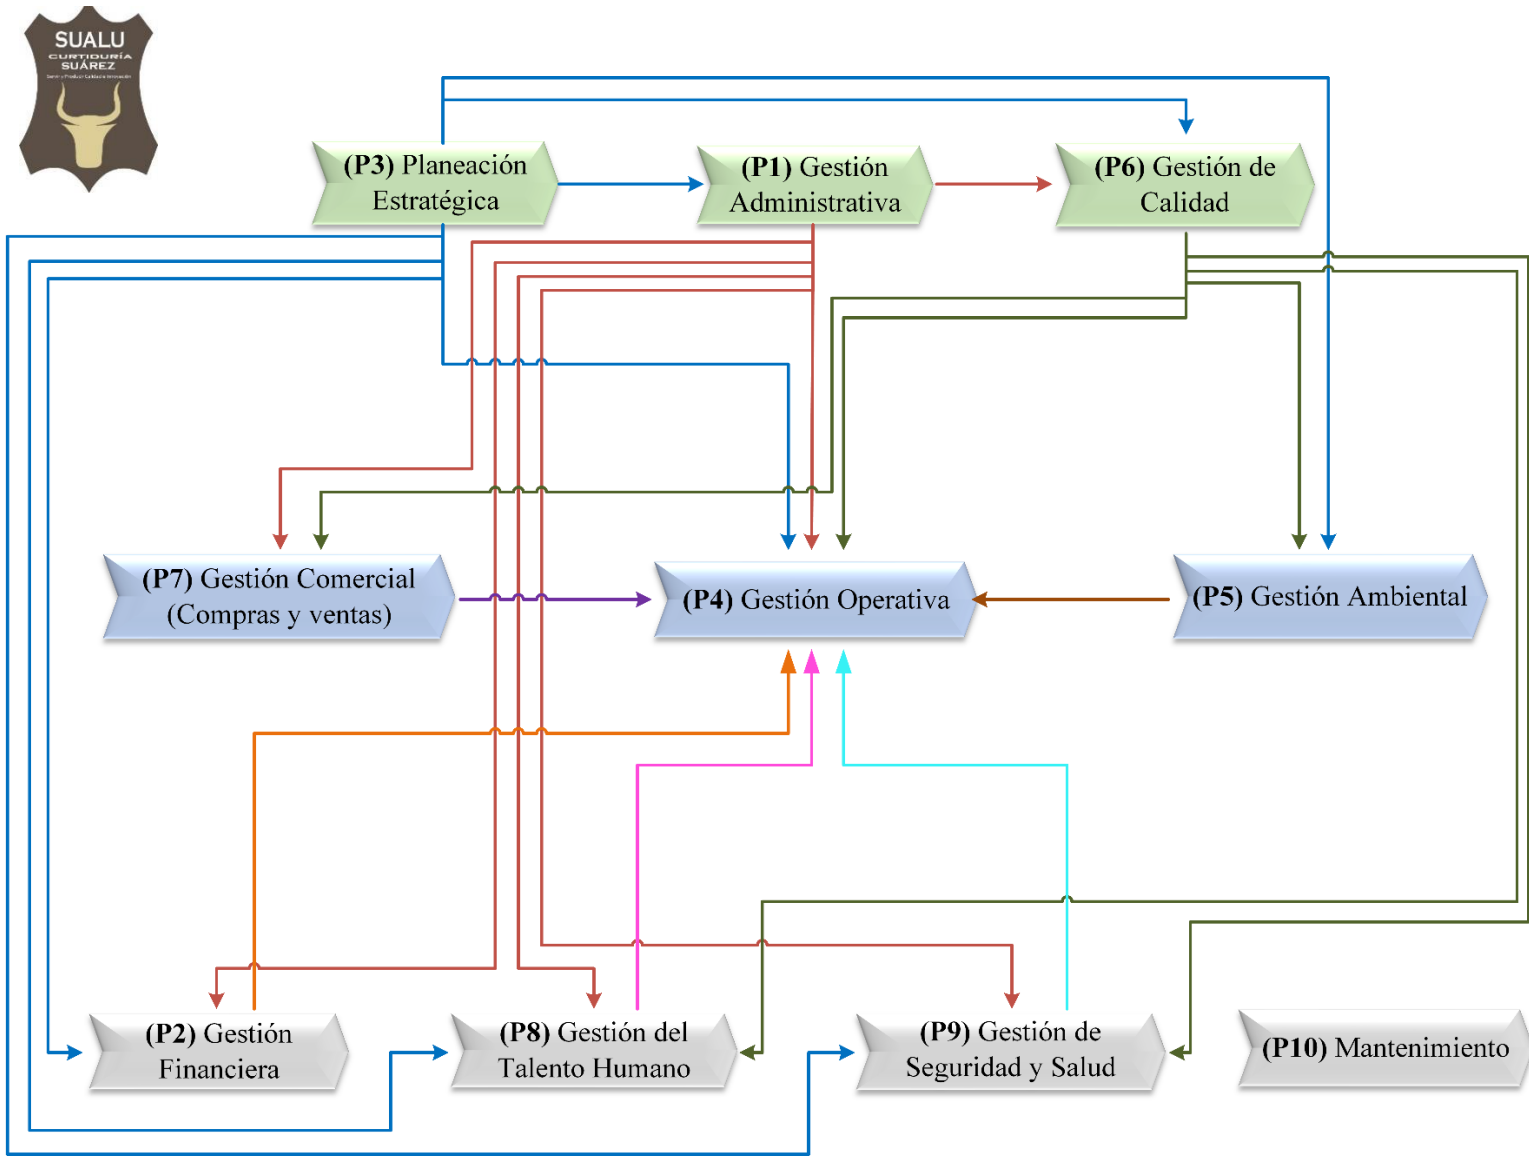 SUALU
CURTIDURÍA
SUÁREZ
(P3) Planeación
Estratégica
(P1) Gestión
Administrativa
(P6) Gestión de
Calidad
(P7) Gestión Comercial
(Compras y ventas)
(P4) Gestión Operativa
(P5) Gestión Ambiental
(P2) Gestión
Financiera
(P8) Gestión del
Talento Humano
(P9) Gestión de
Seguridad y Salud
(P10) Mantenimiento